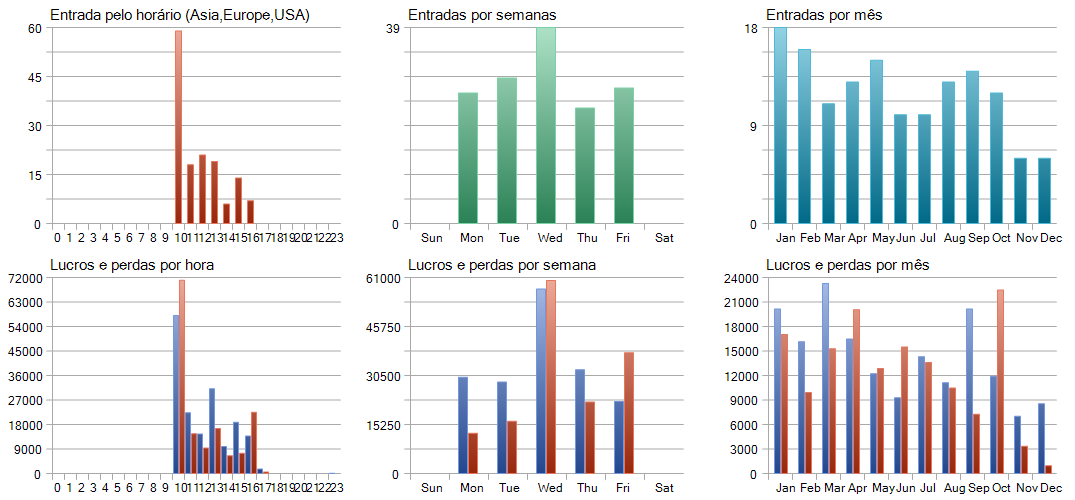 Entrada pelo horário (Asia,Europe,USA)
60
45
30
15
0
0 1 2 3 4 5 6 7 8 9 10 11 12 13 14 15 16 17 18 19 20 21 22 23
Entradas por semanas
39
0
Sun Mon Tue Wed Thu Fri Sat
Entradas por mês
18
9
0
Jan Feb Mar Apr May Jun Jul Aug Sep Oct Nov Dec
Lucros e perdas por hora
72000
63000
54000
45000
36000
27000
18000
9000
0
0 1 2 3 4 5 6 7 8 9 10 11 12 13 14 15 16 17 18 19 20 21 22 23
Lucros e perdas por semana
61000
45750
30500
15250
0
Sun Mon Tue Wed Thu Fri Sat
Lucros e perdas por mês
24000
21000
18000
15000
12000
9000
6000
3000
0
Jan Feb Mar Apr May Jun Jul Aug Sep Oct Nov Dec